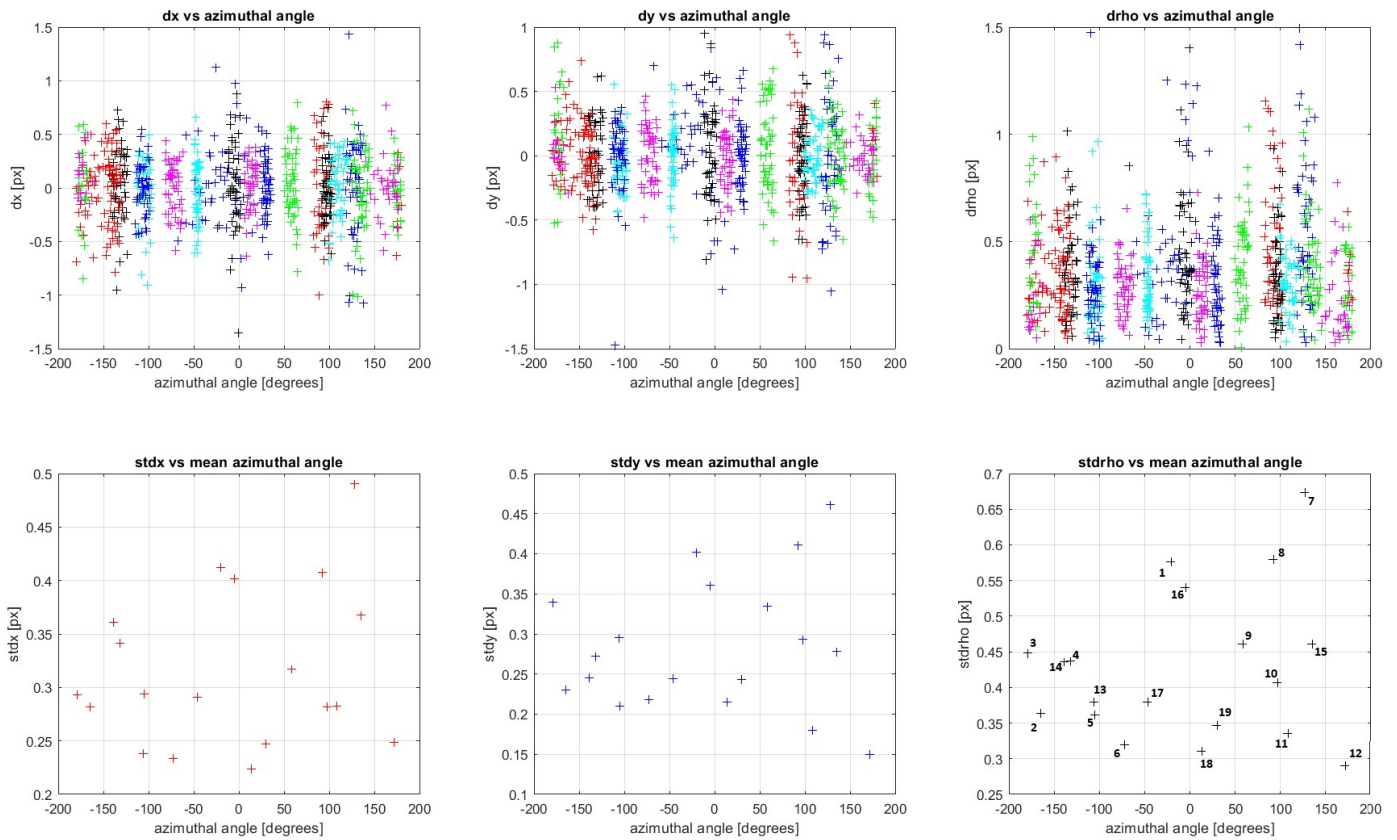 dx vs azimuthal angle
dx [px]
1.5
1
0.5
0
-0.5
-1
-1.5
-200 -150 -100 -50 0 50 100 150 200
azimuthal angle [degrees]
dy vs azimuthal angle
dy [px]
1
0.5
0
-0.5
-1
-1.5
-200 -150 -100 -50 0 50 100 150 200
azimuthal angle [degrees]
drho vs azimuthal angle
drho [px]
1.5
1
0.5
0
-200 -150 -100 -50 0 50 100 150 200
azimuthal angle [degrees]
stdx vs mean azimuthal angle
stdx [px]
0.5
0.45
0.4
0.35
0.3
0.25
0.2
-200 -150 -100 -50 0 50 100 150 200
azimuthal angle [degrees]
stdy vs mean azimuthal angle
stdy [px]
0.5
0.45
0.4
0.35
0.3
0.25
0.2
0.15
0.1
-200 -150 -100 -50 0 50 100 150 200
azimuthal angle [degrees]
stdrho vs mean azimuthal angle
stdrho [px]
0.7
0.65
0.6
0.55
0.5
0.45
0.4
0.35
0.3
0.25
7
8
1
16
3
9
15
14 4
10
13
17
2
5
19
11
6
18
12
-200 -150 -100 -50 0 50 100 150 200
azimuthal angle [degrees]